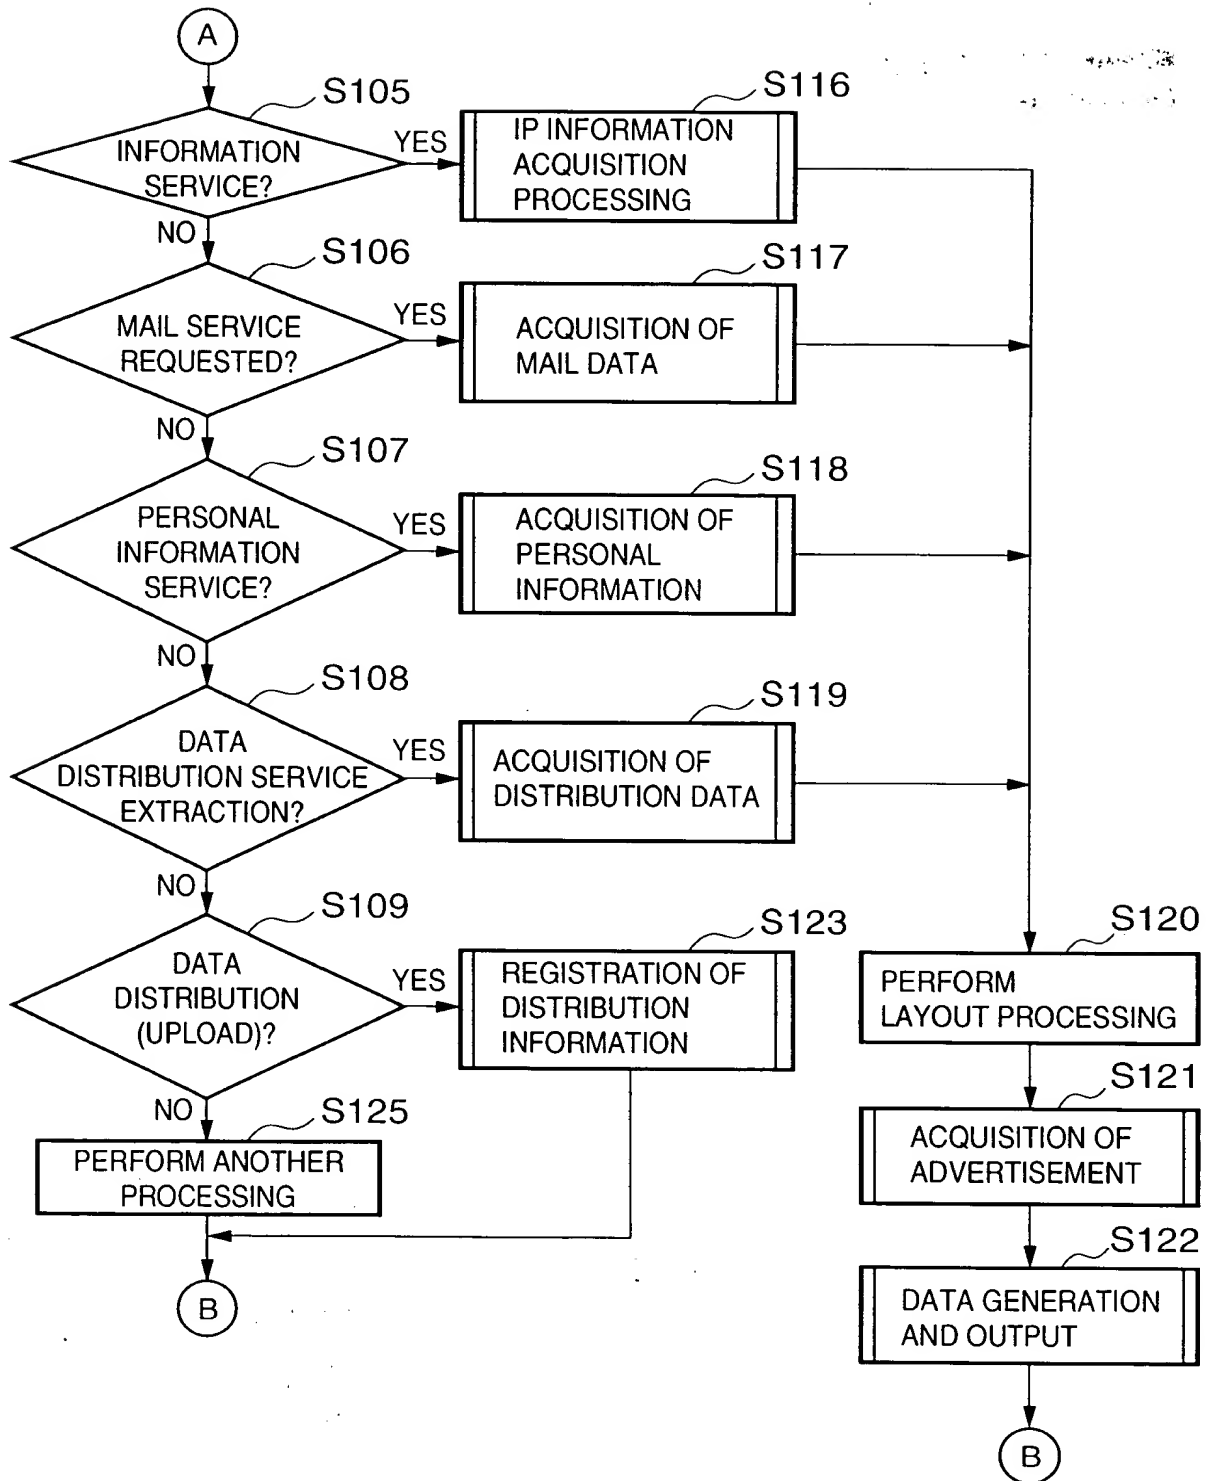 A
S105
INFORMATION
SERVICE?
YES
S116
IP INFORMATION
ACQUISITION
PROCESSING
NO
S106
MAIL SERVICE
REQUESTED?
YES
S117
ACQUISITION OF
MAIL DATA
NO
S107
PERSONAL
INFORMATION
SERVICE?
YES
S118
ACQUISITION OF
PERSONAL
INFORMATION
NO
S108
DATA
DISTRIBUTION SERVICE
EXTRACTION?
YES
S119
ACQUISITION OF
DISTRIBUTION DATA
NO
S109
DATA
DISTRIBUTION
(UPLOAD)?
YES
S123
REGISTRATION OF
DISTRIBUTION
INFORMATION
NO
S125
PERFORM ANOTHER
PROCESSING
B
S120
PERFORM
LAYOUT PROCESSING
S121
ACQUISITION OF
ADVERTISEMENT
S122
DATA GENERATION
AND OUTPUT
B